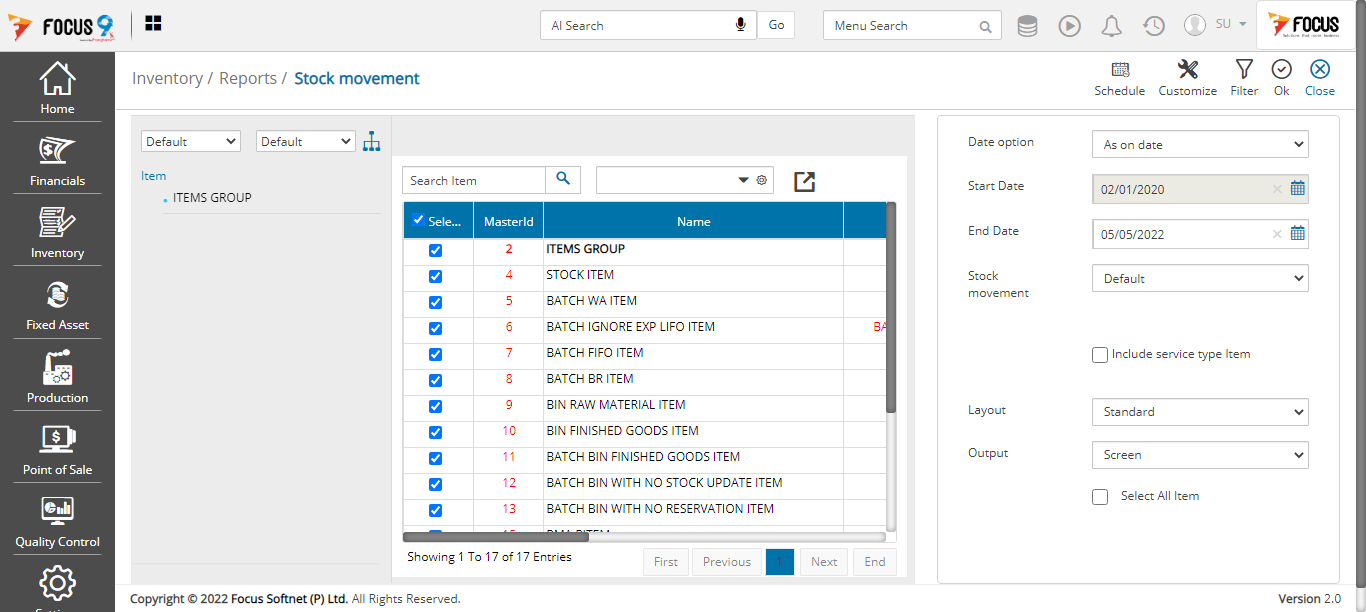 FOCUS 9
AI Search
Go
Menu Search
SU
FOCUS
Inventory / Reports / Stock movement
Schedule
Customize
Filter
Ok
Close
Home
Financials
Inventory
Fixed Asset
Production
Point of Sale
Quality Control
Default
Default
Item
ITEMS GROUP
Search Item
Sele... MasterId Name
2 ITEMS GROUP
4 STOCK ITEM
5 BATCH WA ITEM
6 BATCH IGNORE EXP LIFO ITEM BA
7 BATCH FIFO ITEM
8 BATCH BR ITEM
9 BIN RAW MATERIAL ITEM
10 BIN FINISHED GOODS ITEM
11 BATCH BIN FINISHED GOODS ITEM
12 BATCH BIN WITH NO STOCK UPDATE ITEM
13 BATCH BIN WITH NO RESERVATION ITEM
Showing 1 To 17 of 17 Entries
First Previous 1 Next End
Date option As on date
Start Date 02/01/2020
End Date 05/05/2022
Stock
movement
Default
Include service type Item
Layout Standard
Output Screen
Select All Item
Copyright © 2022 Focus Softnet (P) Ltd. All Rights Reserved.
Version 2.0